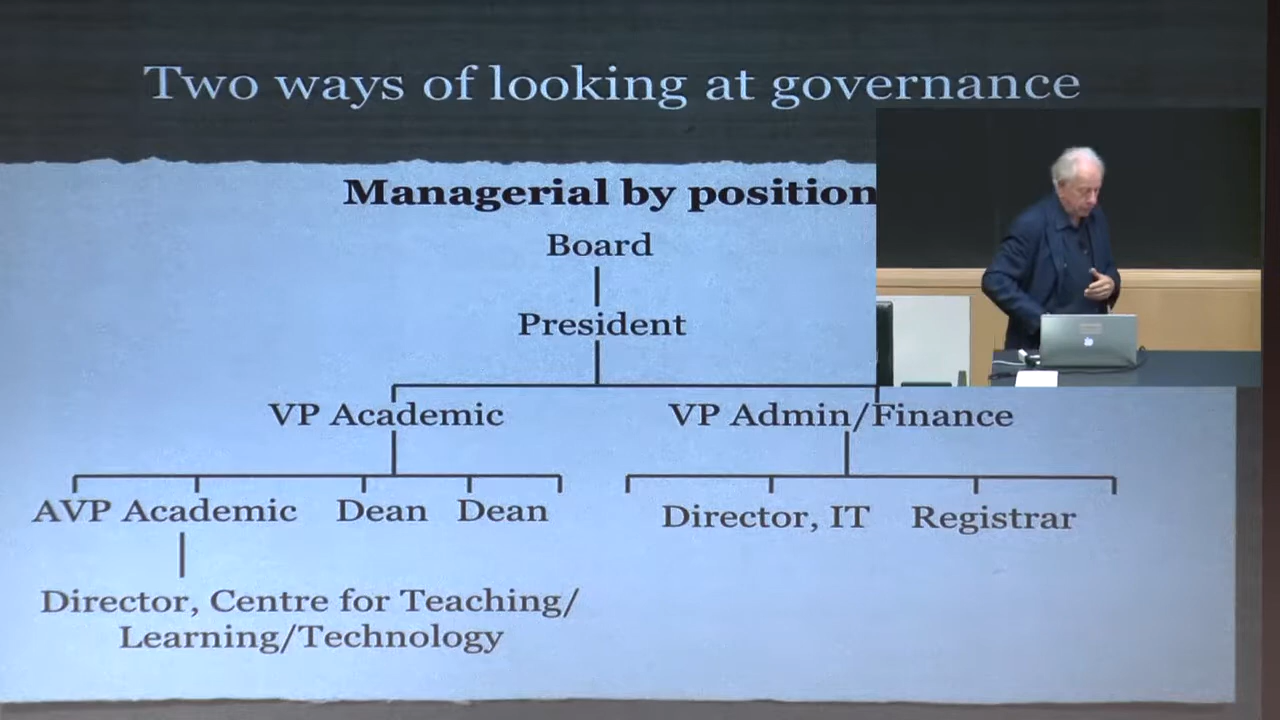 Two ways of looking at governance
Managerial by position
Board
President
VP Academic VP Admin/Finance
AVP Academic Dean Dean Director, IT Registrar
Director, Centre for Teaching/
Learning/Technology